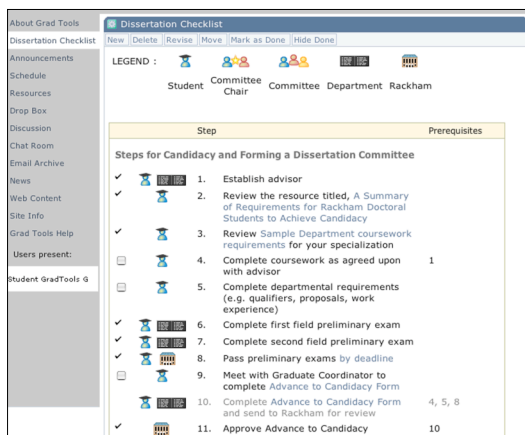 About Grad Tools
Dissertation Checklist
Announcements
Schedule
Resources
Drop Box
Discussion
Chat Room
Email Archive
News
Web Content
Site Info
Grad Tools Help
Users present:
Student GradTools G
Dissertation Checklist
New Delete Revise Move Mark as Done Hide Done
LEGEND :
Student Committee Chair Committee Department Rackham
Step Prerequisites
Steps for Candidacy and Forming a Dissertation Committee
1. Establish advisor
2. Review the resource titled, A Summary
of Requirements for Rackham Doctoral
Students to Achieve Candidacy
3. Review Sample Department coursework
requirements for your specialization
4. Complete coursework as agreed upon 1
with advisor
5. Complete departmental requirements
(e.g. qualifiers, proposals, work
experience)
6. Complete first field preliminary exam
7. Complete second field preliminary exam
8. Pass preliminary exams by deadline
9. Meet with Graduate Coordinator to
complete Advance to Candidacy Form
10. Complete Advance to Candidacy Form 4, 5, 8
and send to Rackham for review
11. Approve Advance to Candidacy 10